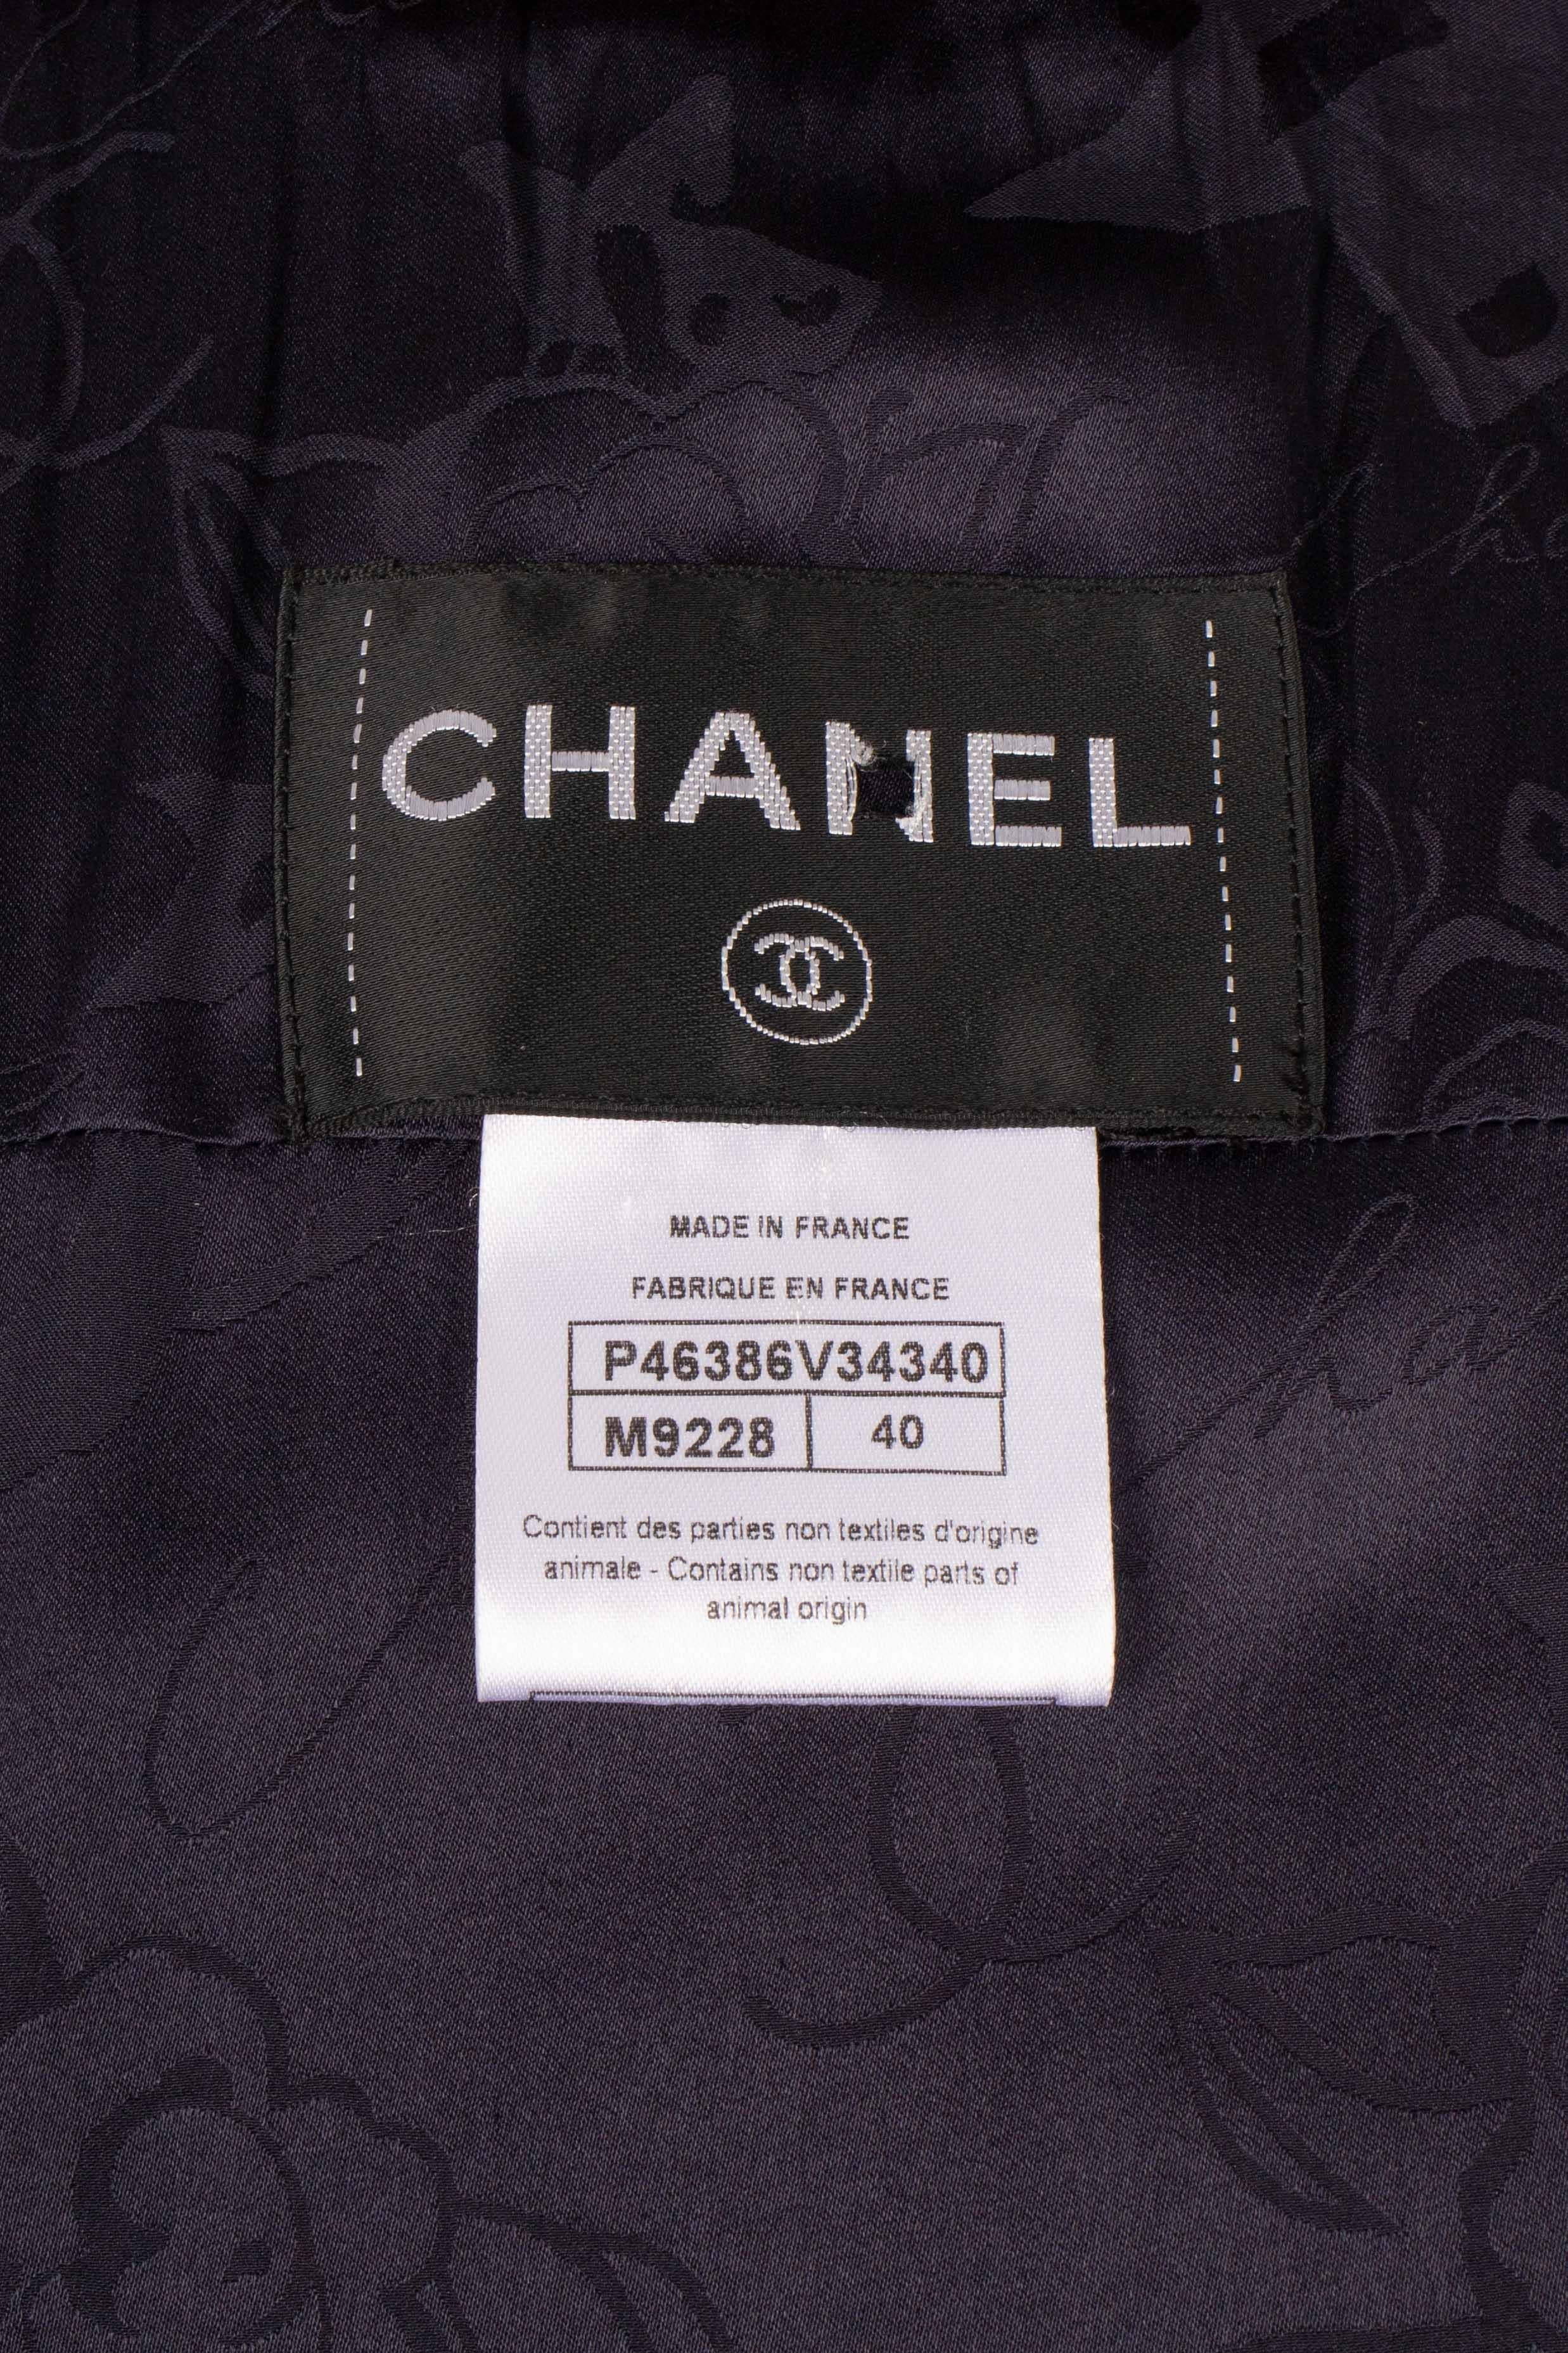 CHANEL
MADE IN FRANCE
FABRIQUE EN FRANCE
P46386V34340
M9228 40
Contient des parties non textiles d'origine
animale - Contains non textile parts of
animal origin